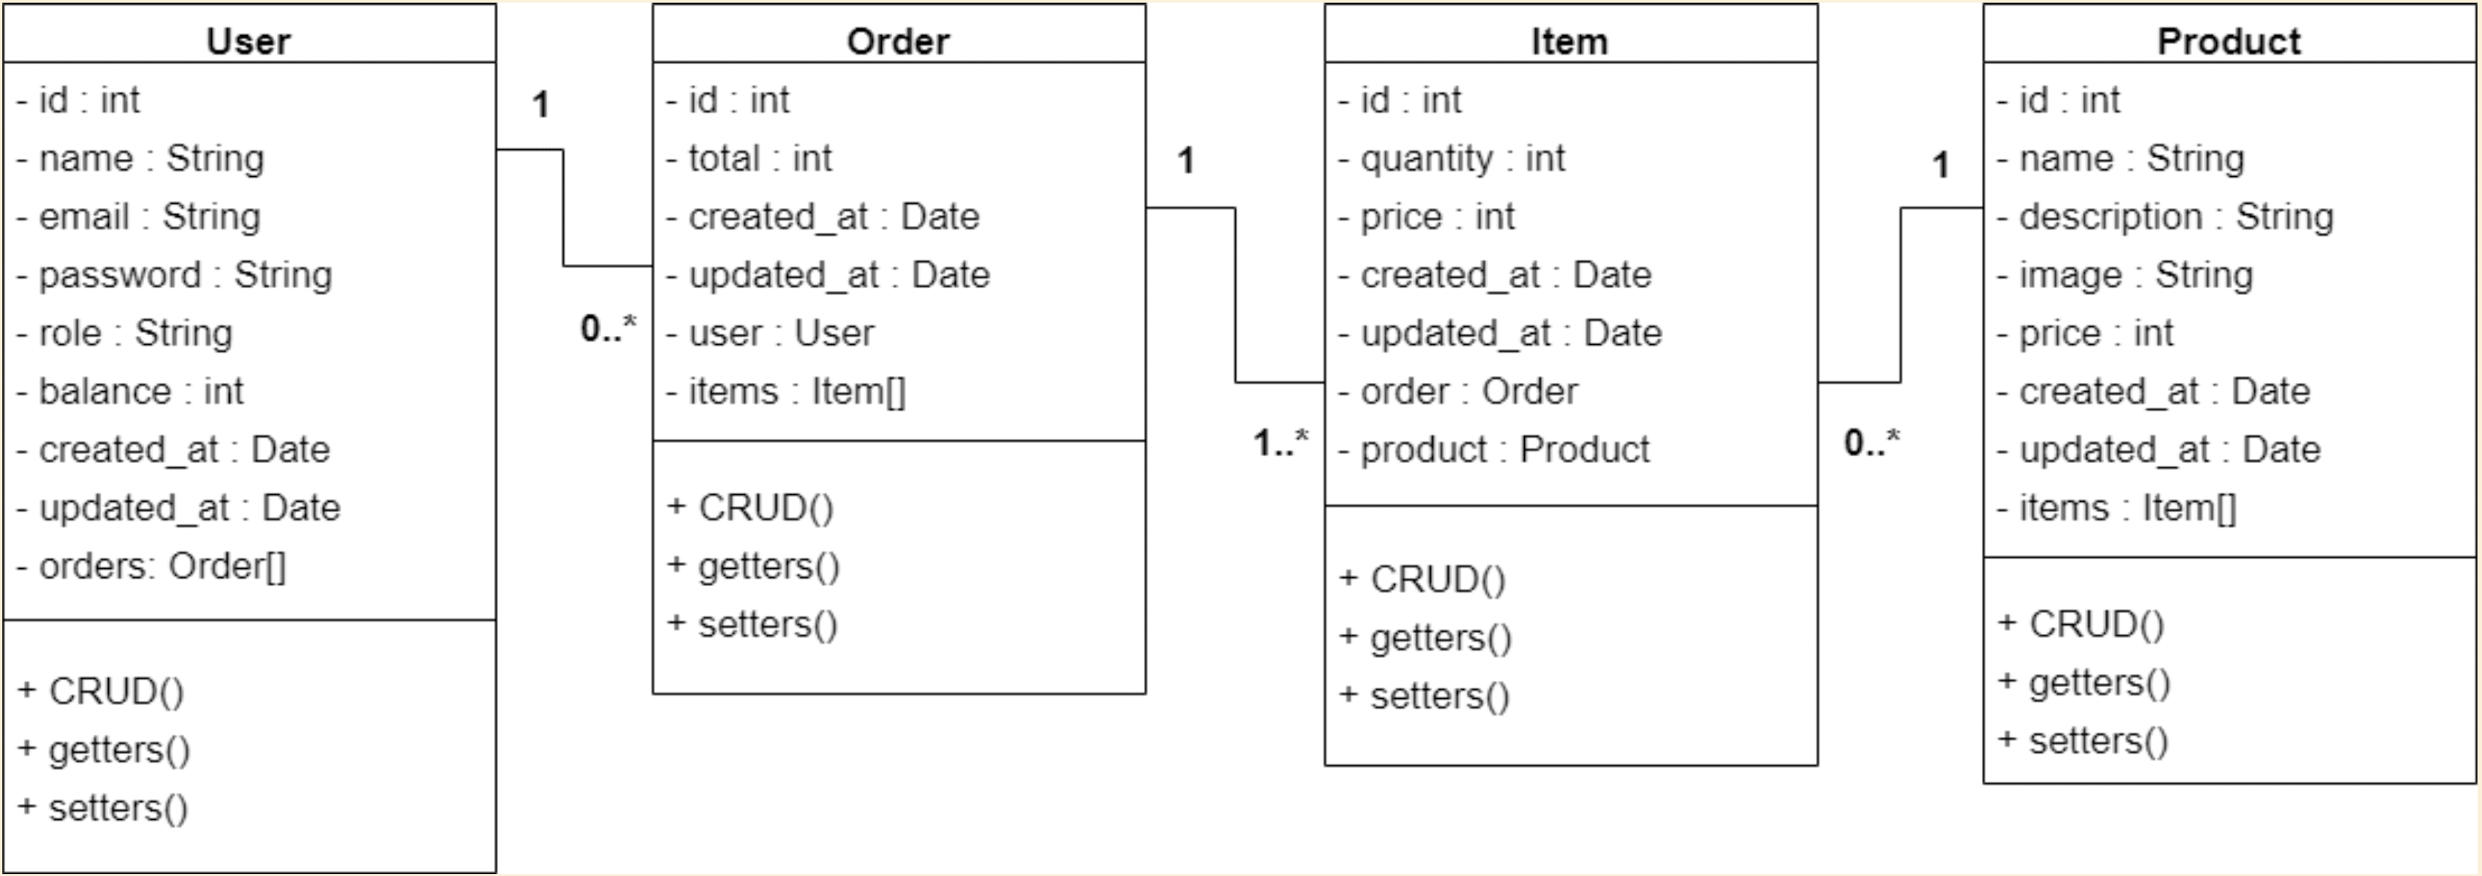 User
- id : int
- name : String
- email : String
- password : String
- role : String
- balance : int
- created_at : Date
- updated_at : Date
- orders: Order[]
+ CRUD()
+ getters()
+ setters()
1
0..*
Order
- id : int
- total : int
- created_at : Date
- updated_at : Date
- user : User
- items : Item[]
+ CRUD()
+ getters()
+ setters()
1
1..*
Item
- id : int
- quantity : int
- price : int
- created_at : Date
- updated_at : Date
- order : Order
- product : Product
+ CRUD()
+ getters()
+ setters()
1
0..*
Product
- id : int
- name : String
- description : String
- image : String
- price : int
- created_at : Date
- updated_at : Date
- items : Item[]
+ CRUD()
+ getters()
+ setters()